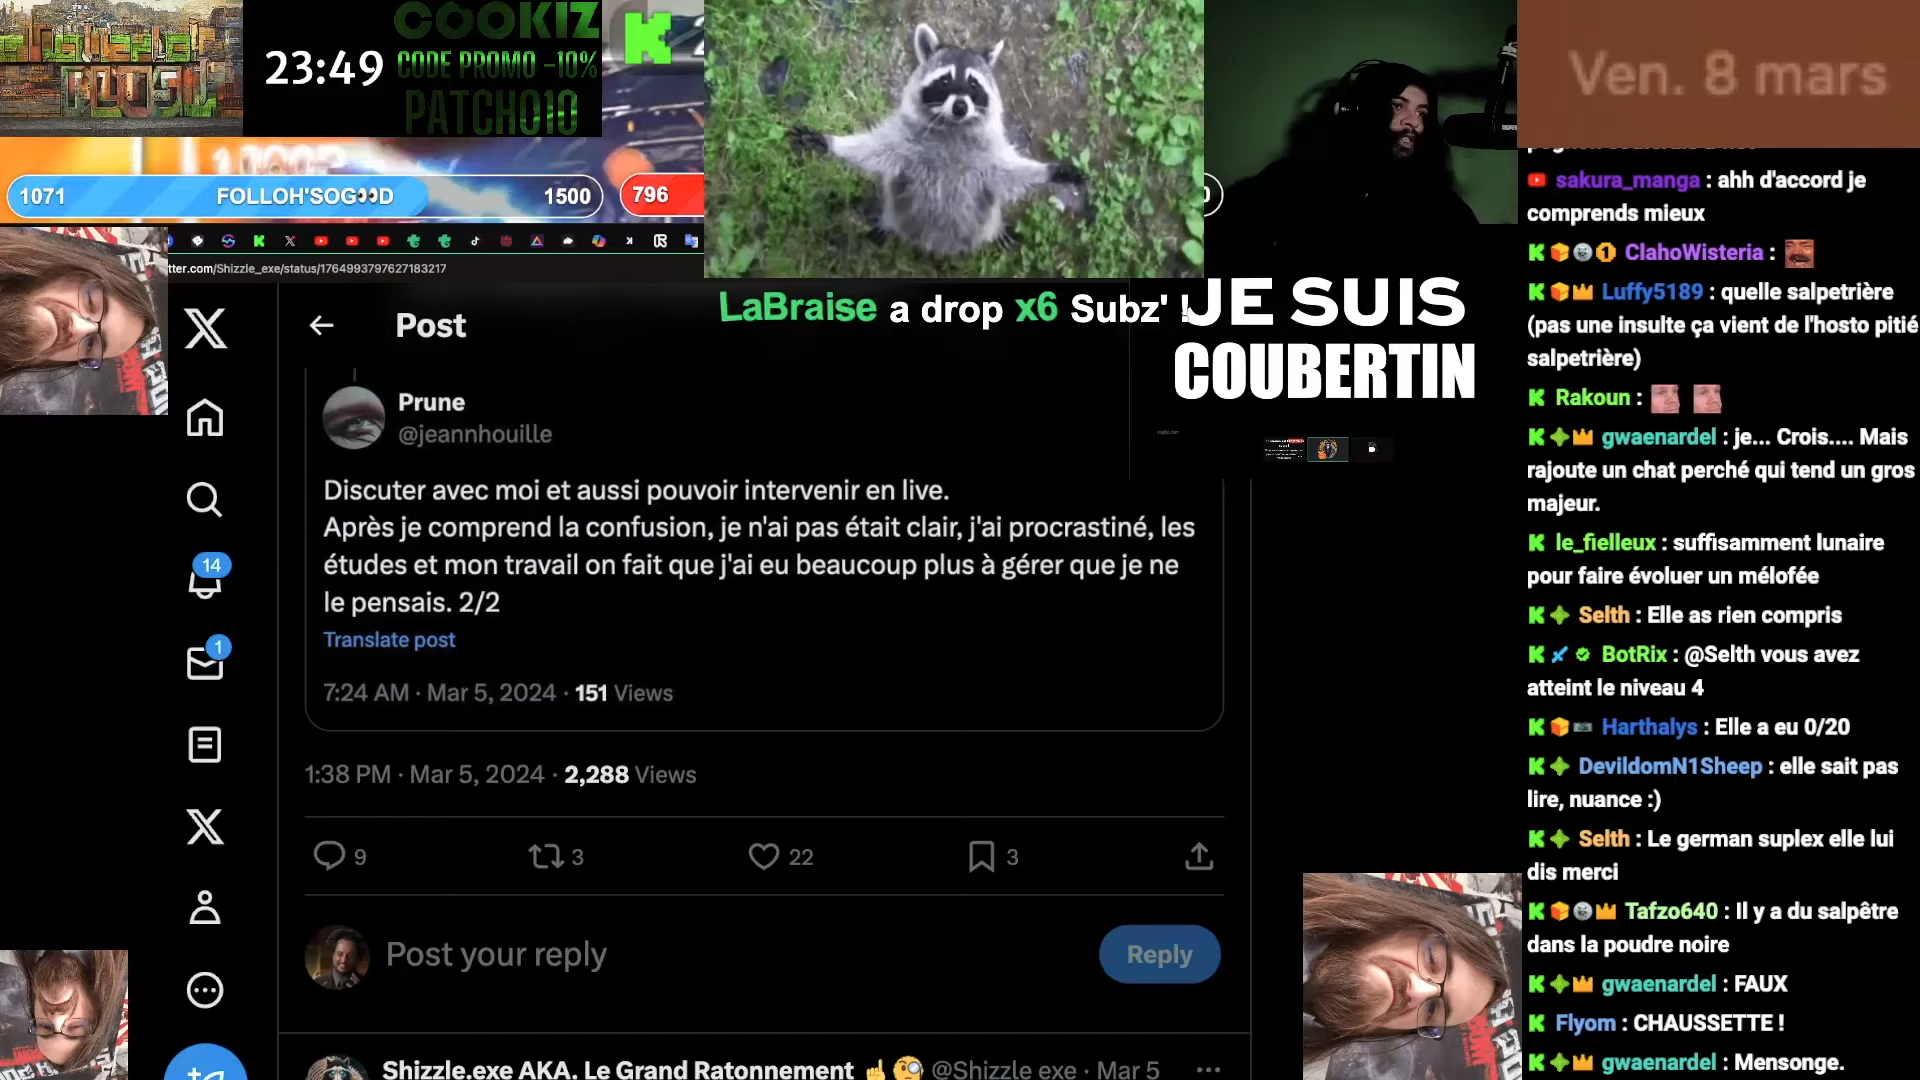 23:49
COOKIZ
CODE PROMO -10%
PATCHO10
Ven. 8 mars
1071 FOLLOH'SOG👀D 1500
796
tter.com/Shizzle_exe/status/1764993797627183217
LaBraise a drop x6 Subz' !
JE SUIS
COUBERTIN
Post
Prune
@jeannhouille
Discuter avec moi et aussi pouvoir intervenir en live.
Après je comprend la confusion, je n'ai pas était clair, j'ai procrastiné, les
études et mon travail on fait que j'ai eu beaucoup plus à gérer que je ne
le pensais. 2/2
Translate post
7:24 AM · Mar 5, 2024 · 151 Views
1:38 PM · Mar 5, 2024 · 2,288 Views
9 3 22 3
Post your reply
Reply
Shizzle.exe AKA. Le Grand Ratonnement ☝️🧐 @Shizzle_exe · Mar 5
14
1
sakura_manga : ahh d'accord je
comprends mieux
ClahoWisteria :
Luffy5189 : quelle salpetrière
(pas une insulte ça vient de l'hosto pitié
salpetrière)
Rakoun :
gwaenardel : je... Crois.... Mais
rajoute un chat perché qui tend un gros
majeur.
le_fielleux : suffisamment lunaire
pour faire évoluer un mélofée
Selth : Elle as rien compris
BotRix : @Selth vous avez
atteint le niveau 4
Harthalys : Elle a eu 0/20
DevildomN1Sheep : elle sait pas
lire, nuance :)
Selth : Le german suplex elle lui
dis merci
Tafzo640 : Il y a du salpêtre
dans la poudre noire
gwaenardel : FAUX
Flyom : CHAUSSETTE !
gwaenardel : Mensonge.